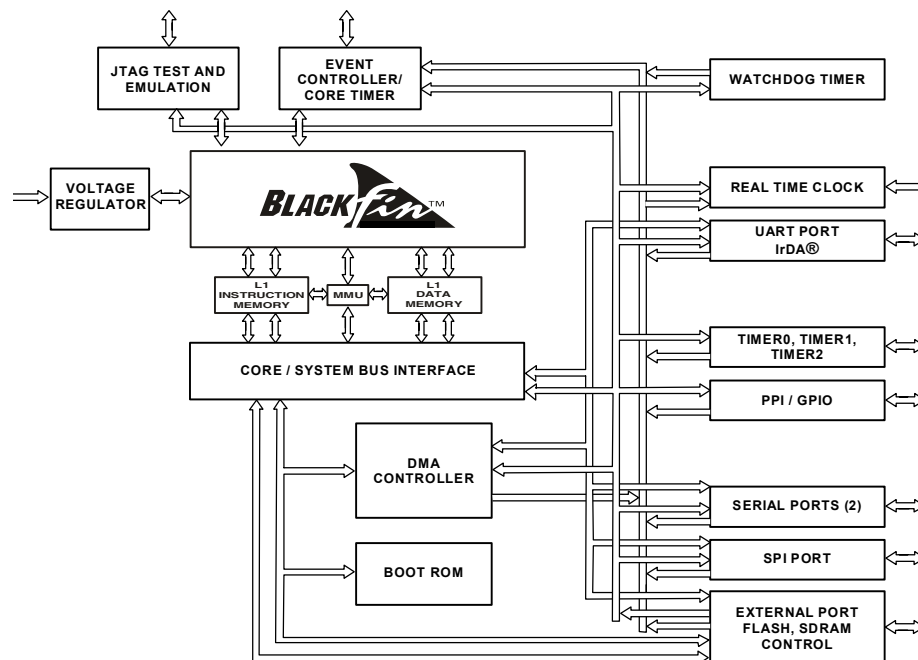 JTAG TEST AND
EMULATION
EVENT
CONTROLLER/
CORE TIMER
WATCHDOG TIMER
VOLTAGE
REGULATOR
BLACKfin™
REAL TIME CLOCK
UART PORT
IrDA®
L1
INSTRUCTION
MEMORY
MMU
L1
DATA
MEMORY
TIMER0, TIMER1,
TIMER2
CORE / SYSTEM BUS INTERFACE
PPI / GPIO
DMA
CONTROLLER
SERIAL PORTS (2)
SPI PORT
BOOT ROM
EXTERNAL PORT
FLASH, SDRAM
CONTROL